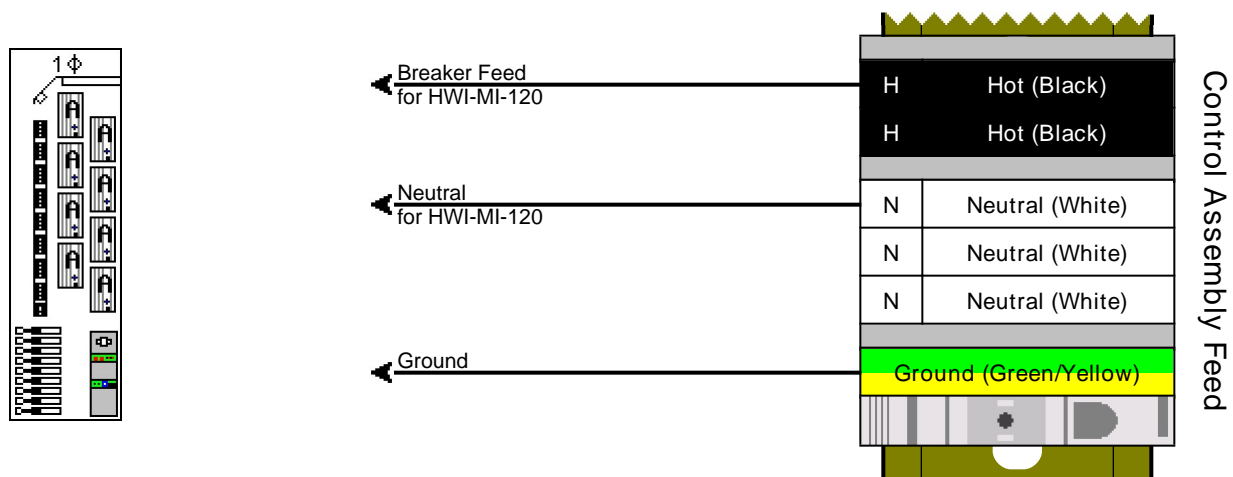 1Φ
A
A
A
A
A
A
A
A
Breaker Feed
for HWI-MI-120
Neutral
for HWI-MI-120
Ground
H Hot (Black)
H Hot (Black)
N Neutral (White)
N Neutral (White)
N Neutral (White)
Ground (Green/Yellow)
Control Assembly Feed